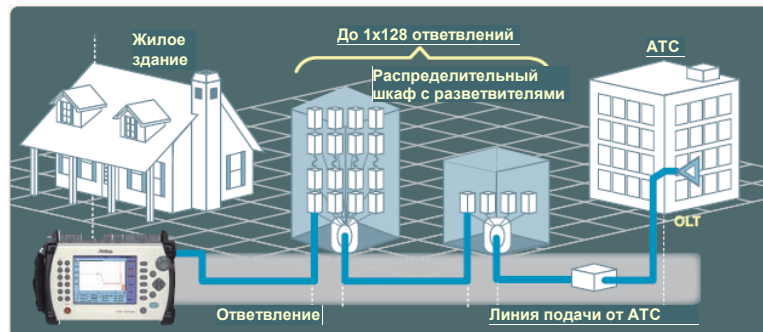 До 1x128 ответвлений
Жилое
здание
АТС
Распределительный
шкаф с разветвителями
OLT
Ответвление
Линия подачи от АТС